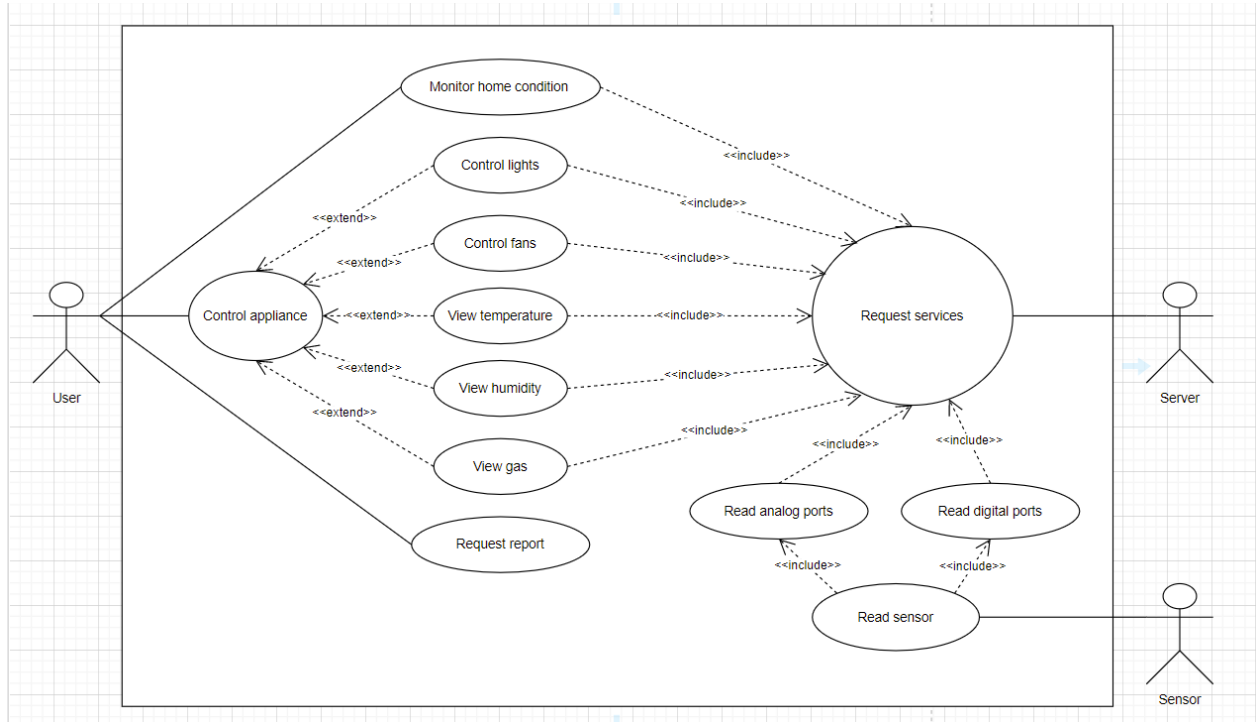 Monitor home condition
<<include>>
Control lights
<<include>>
<<extend>>
Control fans
<<include>>
<<extend>>
Control appliance
<<extend>>
View temperature
<<include>>
Request services
<<extend>>
View humidity
<<include>>
User
Server
<<extend>>
<<include>>
<<include>>
<<include>>
View gas
Read analog ports
Read digital ports
Request report
<<include>>
<<include>>
Read sensor
Sensor